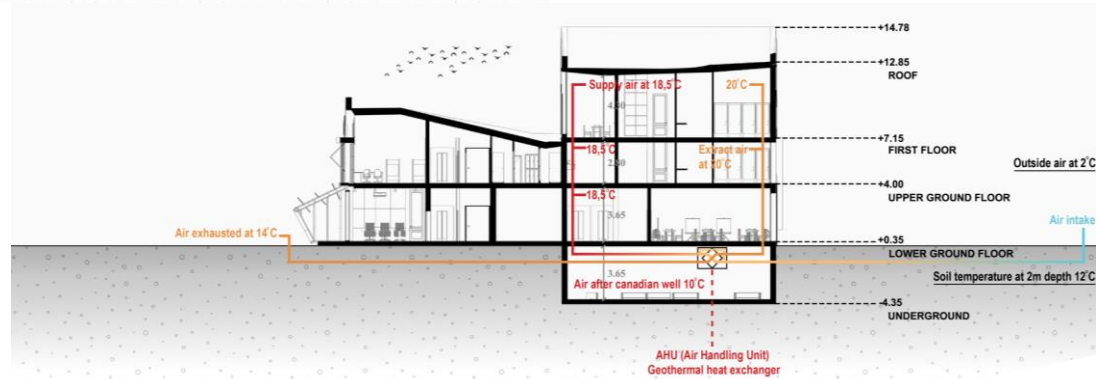 +14.78
+12.85
ROOF
Supply air at 18,5°C
20°C
4.30
+7.15
FIRST FLOOR
18,5°C
Extract air
at 20°C
Outside air at 2°C
+4.00
UPPER GROUND FLOOR
18,5°C
3.65
Air intake
Air exhausted at 14°C
+0.35
LOWER GROUND FLOOR
3.65
Soil temperature at 2m depth 12°C
Air after canadian well 10°C
-4.35
UNDERGROUND
AHU (Air Handling Unit)
Geothermal heat exchanger